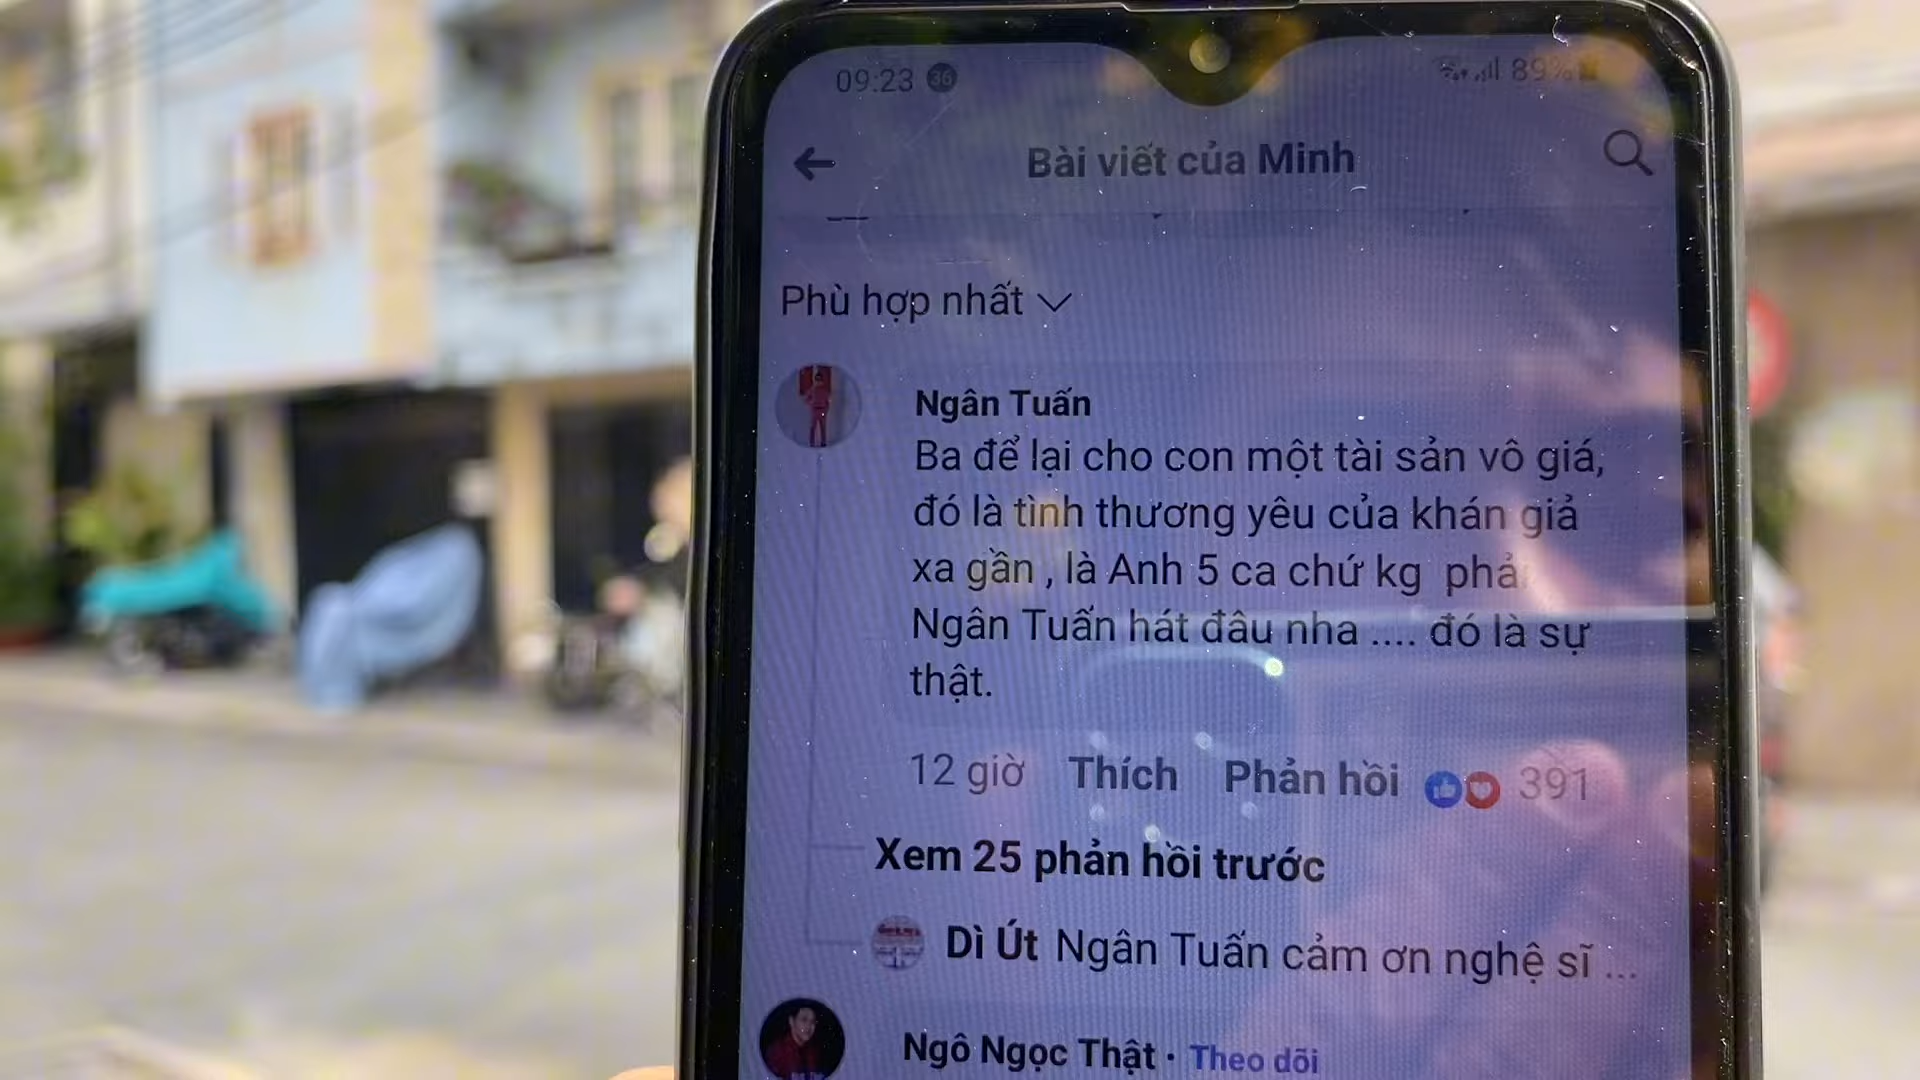 09:23 36 89%
Bài viết của Minh
Phù hợp nhất
Ngân Tuấn
Ba để lại cho con một tài sản vô giá,
đó là tình thương yêu của khán giả
xa gần , là Anh 5 ca chứ kg phải
Ngân Tuấn hát đâu nha .... đó là sự
thật.
12 giờ Thích Phản hồi 391
Xem 25 phản hồi trước
Dì Út Ngân Tuấn cảm ơn nghệ sĩ ...
Ngô Ngọc Thật · Theo dõi